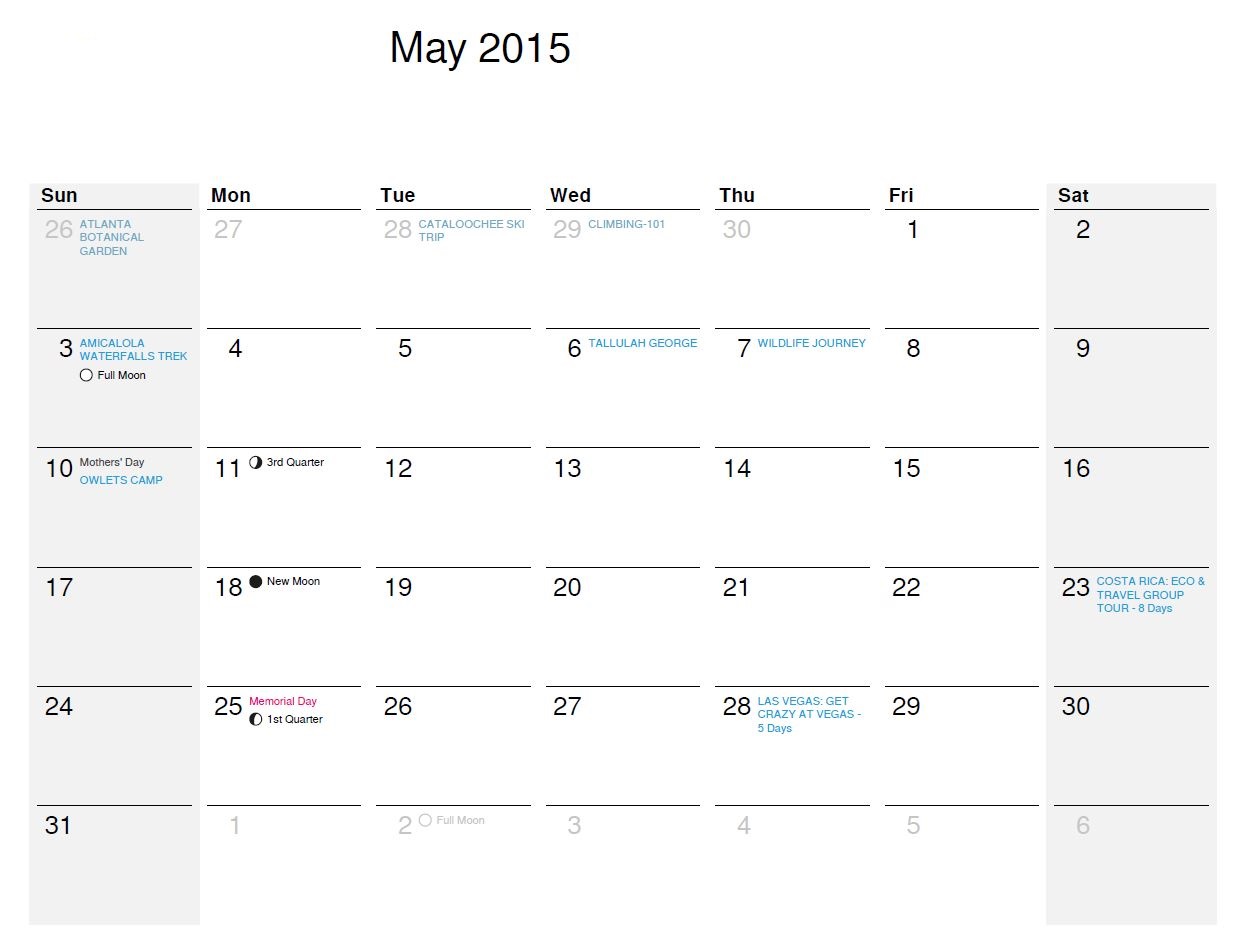 May 2015
Sun Mon Tue Wed Thu Fri Sat
26 ATLANTA
BOTANICAL
GARDEN
27
28 CATALOOCHEE SKI
TRIP
29 CLIMBING-101
30
1
2
3 AMICALOLA
WATERFALLS TREK
Full Moon
4
5
6 TALLULAH GEORGE
7 WILDLIFE JOURNEY
8
9
10 Mothers' Day
OWLETS CAMP
11 3rd Quarter
12
13
14
15
16
17
18 New Moon
19
20
21
22
23 COSTA RICA: ECO &
TRAVEL GROUP
TOUR - 8 Days
24
25 Memorial Day
1st Quarter
26
27
28 LAS VEGAS: GET
CRAZY AT VEGAS -
5 Days
29
30
31
1
2 Full Moon
3
4
5
6